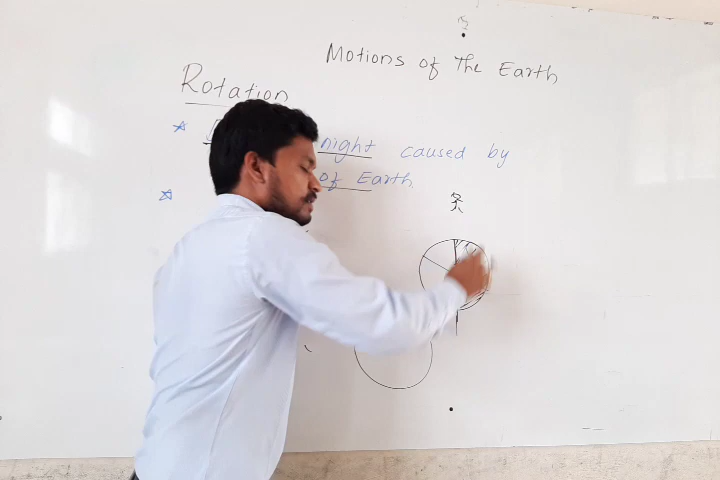 Motions of The Earth
Rotation
night caused by
of Earth